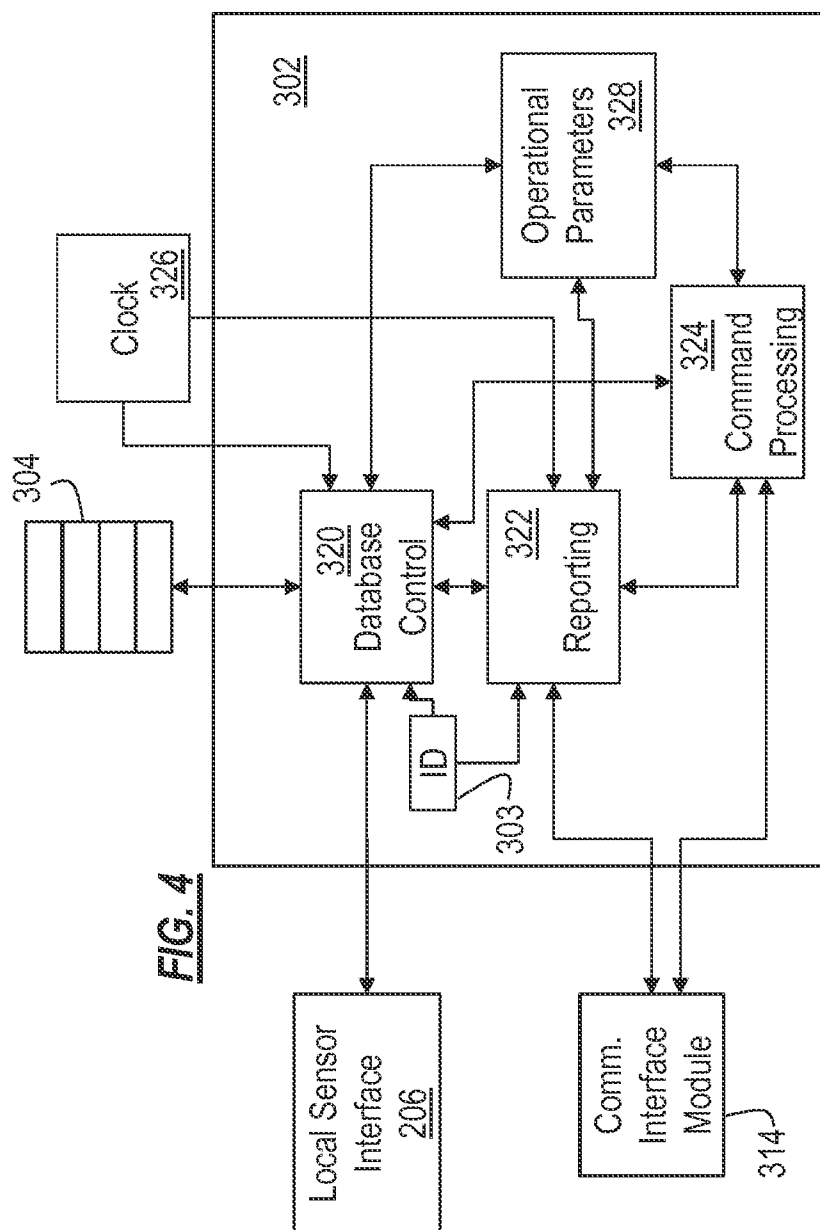 FIG. 4
304
Clock
326
302
Local Sensor
Interface
206
320
Database
Control
ID
303
322
Reporting
Operational
Parameters
328
324
Command
Processing
Comm.
Interface
Module
314